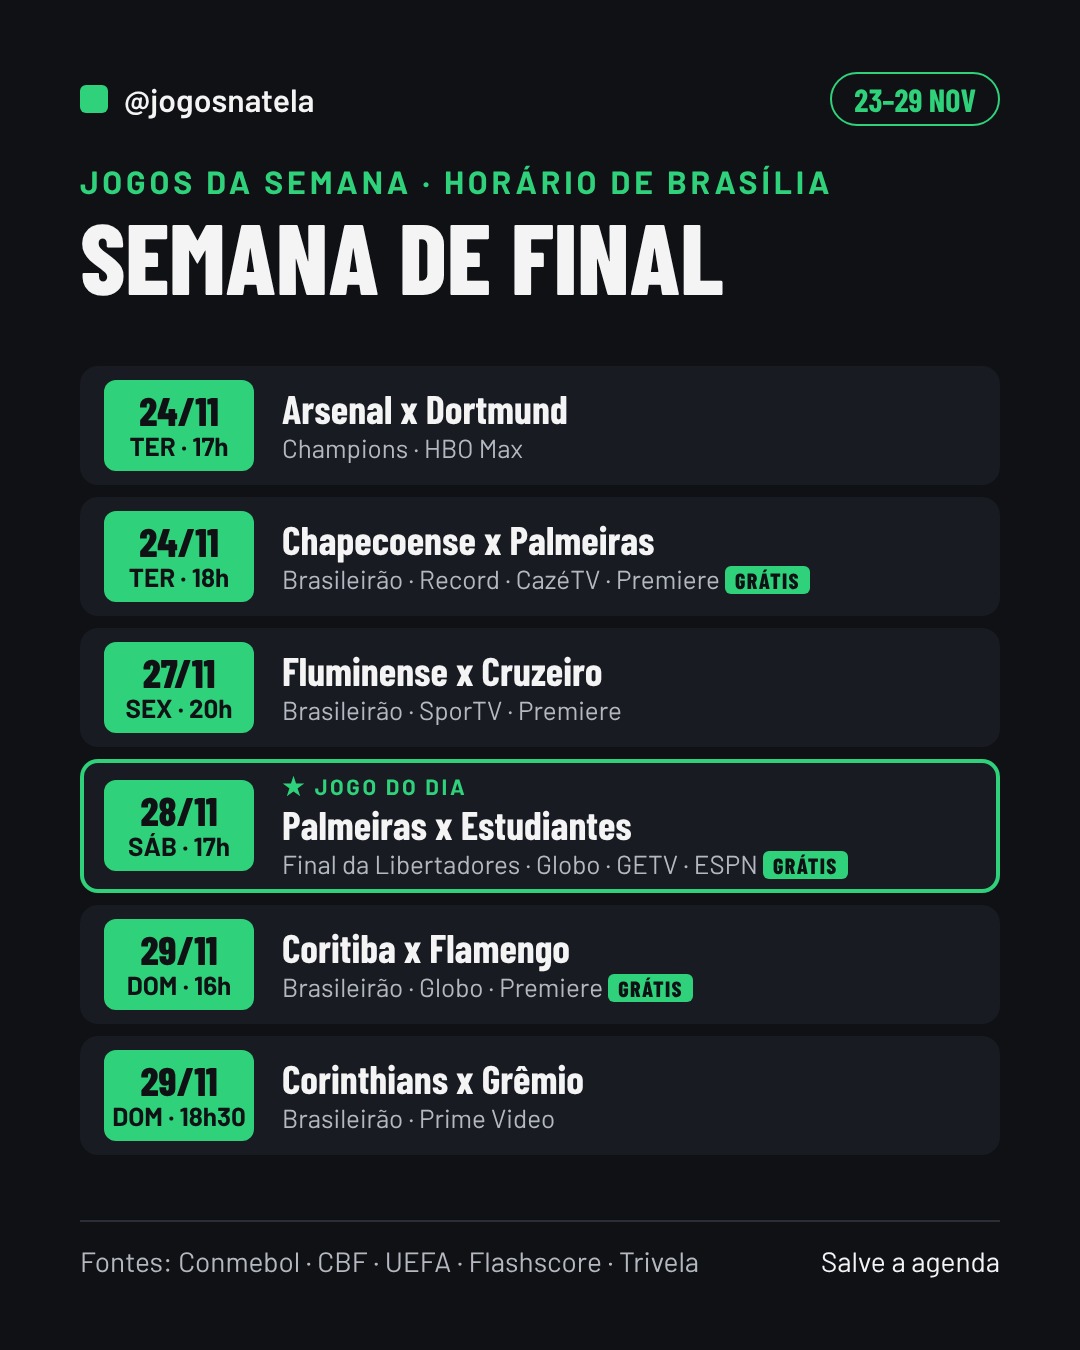 @jogosnatela
23–29 NOV
JOGOS DA SEMANA · HORÁRIO DE BRASÍLIA
SEMANA DE FINAL
24/11
TER · 17h
Arsenal x Dortmund
Champions · HBO Max
24/11
TER · 18h
Chapecoense x Palmeiras
Brasileirão · Record · CazéTV · Premiere GRÁTIS
27/11
SEX · 20h
Fluminense x Cruzeiro
Brasileirão · SporTV · Premiere
28/11
SÁB · 17h
★ JOGO DO DIA
Palmeiras x Estudiantes
Final da Libertadores · Globo · GETV · ESPN GRÁTIS
29/11
DOM · 16h
Coritiba x Flamengo
Brasileirão · Globo · Premiere GRÁTIS
29/11
DOM · 18h30
Corinthians x Grêmio
Brasileirão · Prime Video
Fontes: Conmebol · CBF · UEFA · Flashscore · Trivela
Salve a agenda